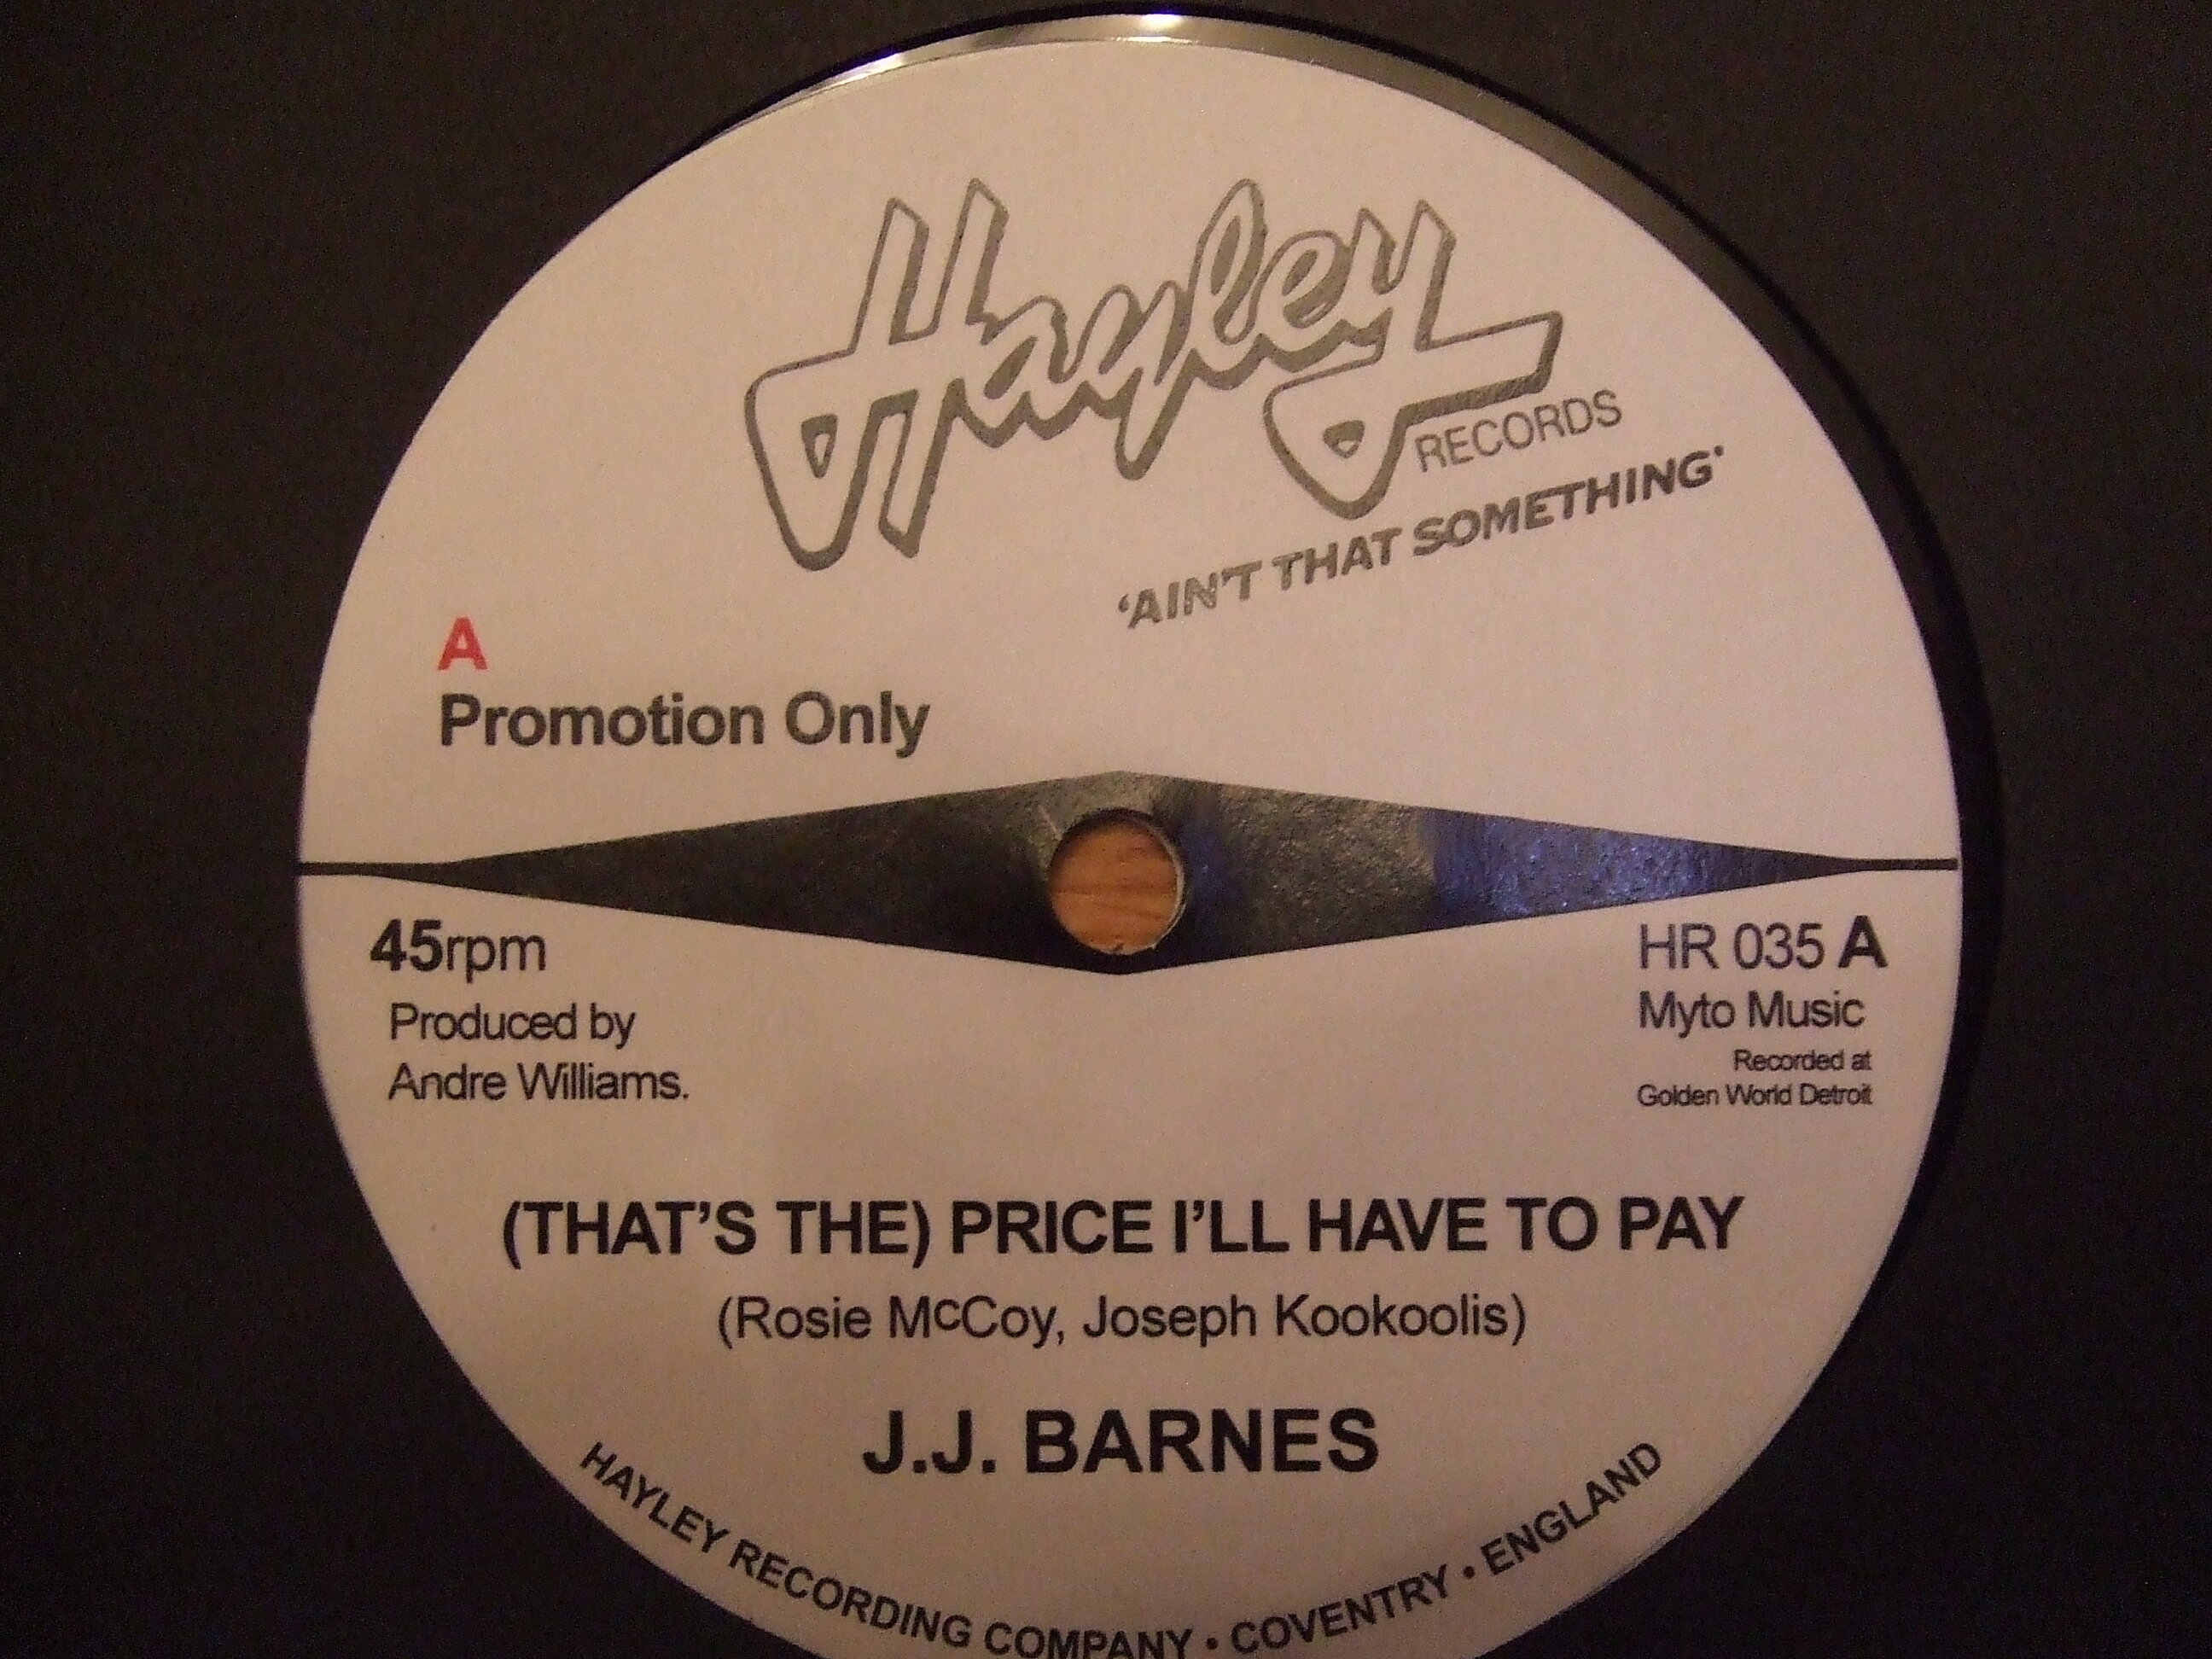 Hayley
RECORDS
'AIN'T THAT SOMETHING'
A
Promotion Only
45rpm
Produced by
Andre Williams.
HR 035 A
Myto Music
Recorded at
Golden World Detroit
(THAT'S THE) PRICE I'LL HAVE TO PAY
(Rosie McCoy, Joseph Kookoolis)
J.J. BARNES
HAYLEY RECORDING COMPANY • COVENTRY • ENGLAND